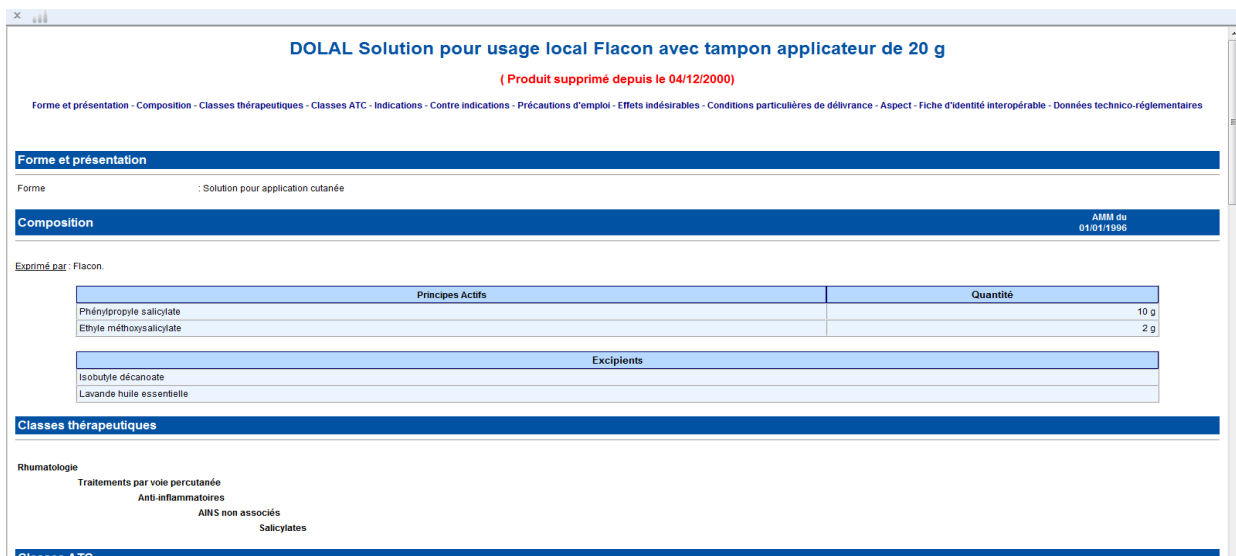 DOLAL Solution pour usage local Flacon avec tampon applicateur de 20 g
( Produit supprimé depuis le 04/12/2000)
Forme et présentation - Composition - Classes thérapeutiques - Classes ATC - Indications - Contre indications - Précautions d'emploi - Effets indésirables - Conditions particulières de délivrance - Aspect - Fiche d'identité interopérable - Données technico-réglementaires
Forme et présentation
Forme : Solution pour application cutanée
Composition AMM du
01/01/1996
Exprimé par : Flacon.
Principes Actifs Quantité
Phénylpropyle salicylate 10 g
Ethyle méthoxysalicylate 2 g
Excipients
Isobutyle décanoate
Lavande huile essentielle
Classes thérapeutiques
Rhumatologie
Traitements par voie percutanée
Anti-inflammatoires
AINS non associés
Salicylates
Classes ATC